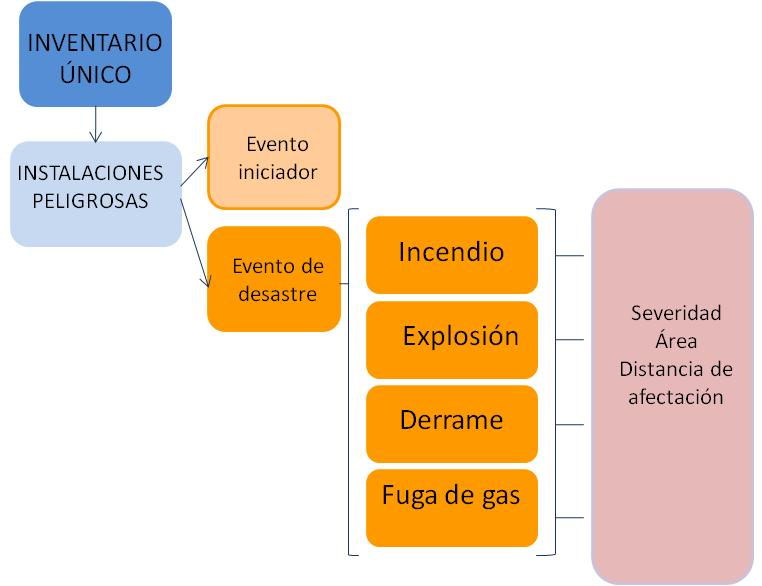 INVENTARIO
ÚNICO
INSTALACIONES
PELIGROSAS
Evento
iniciador
Evento de
desastre
Incendio
Explosión
Derrame
Fuga de gas
Severidad
Área
Distancia de
afectación